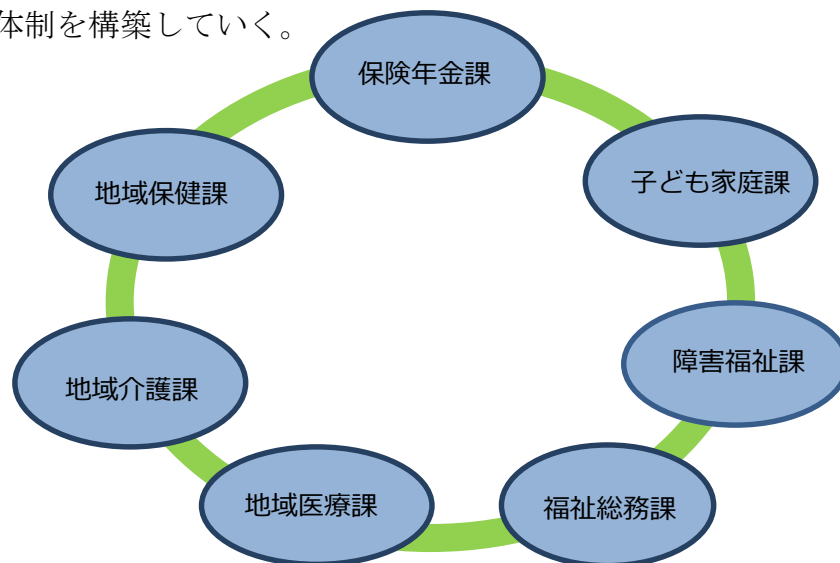 体制を構築していく。
保険年金課
子ども家庭課
地域保健課
障害福祉課
地域介護課
地域医療課
福祉総務課